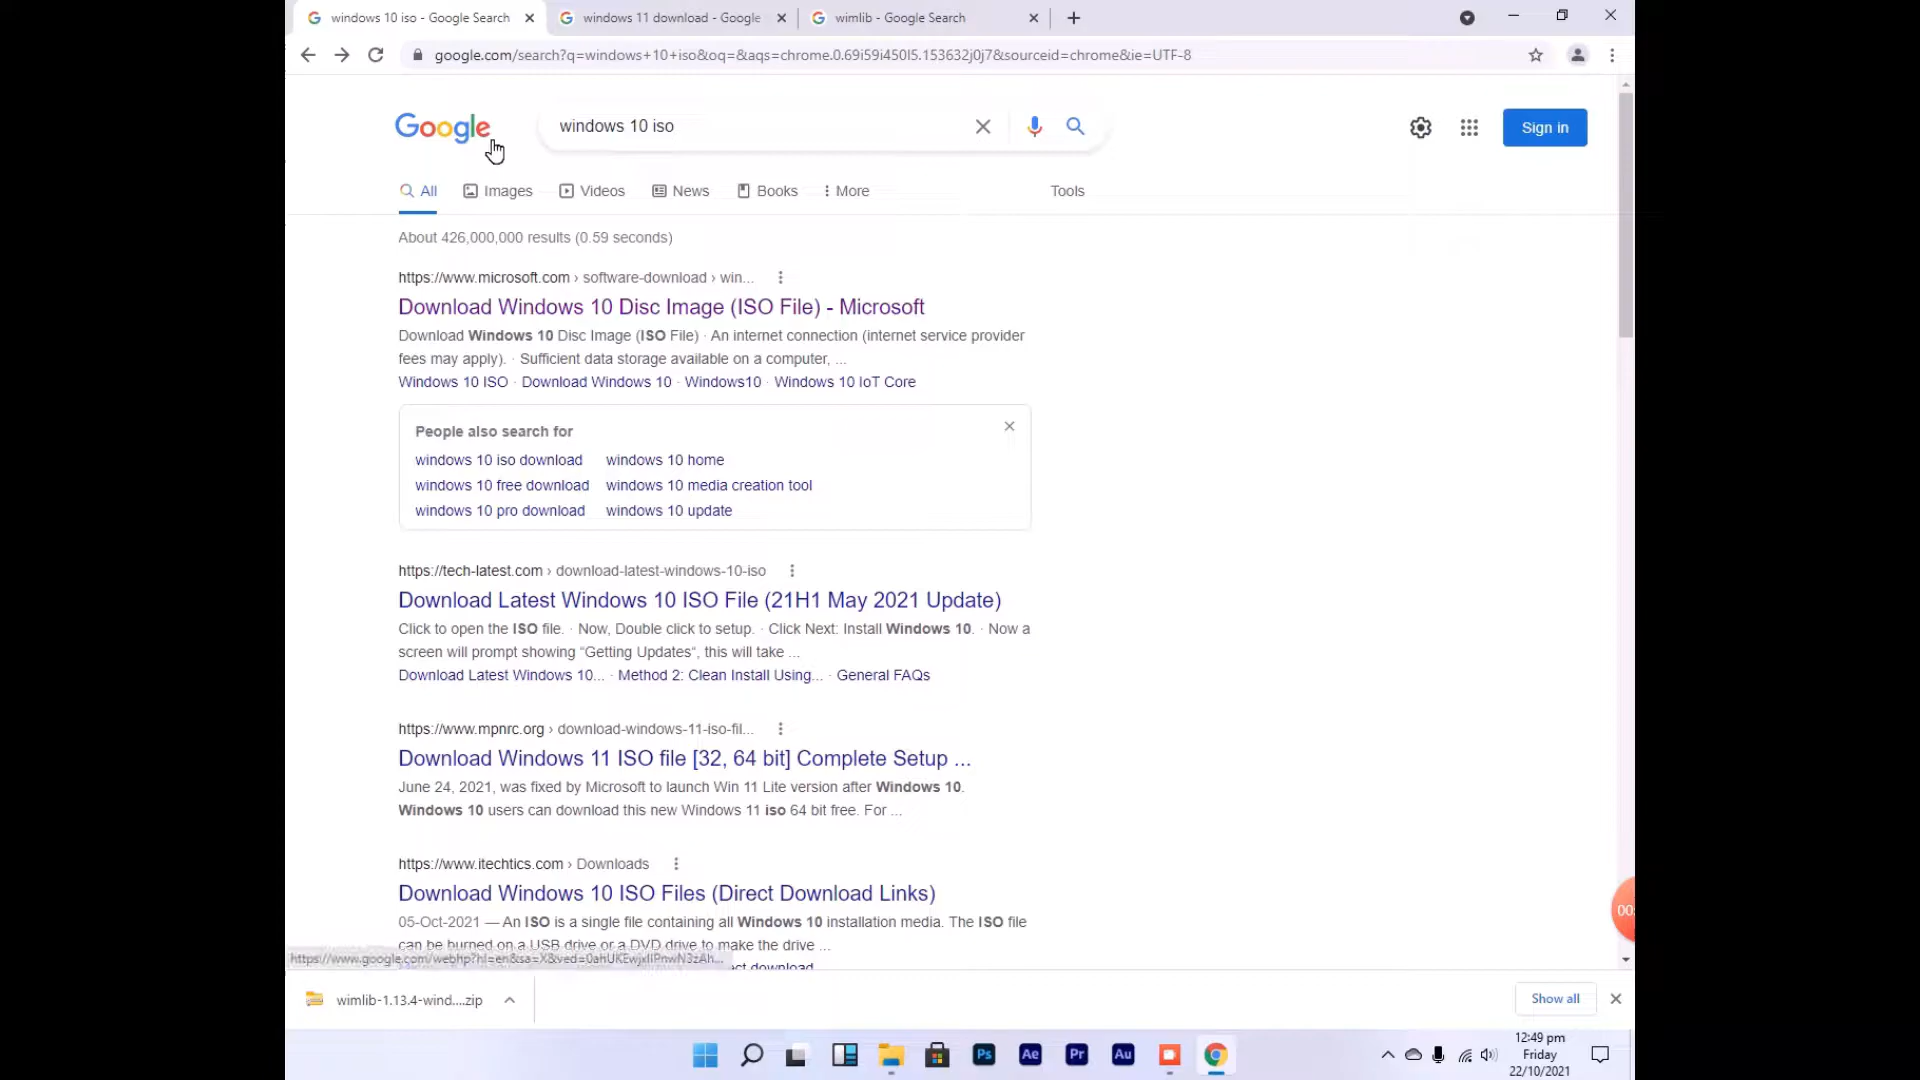 windows 10 iso - Google Search
windows 11 download - Google
wimlib - Google Search
google.com/search?q=windows+10+iso&oq=&aqs=chrome.0.69i59i450l5.153632j0j7&sourceid=chrome&ie=UTF-8
Google
windows 10 iso
Sign in
All Images Videos News Books More Tools
About 426,000,000 results (0.59 seconds)
https://www.microsoft.com › software-download › win...
Download Windows 10 Disc Image (ISO File) - Microsoft
Download Windows 10 Disc Image (ISO File) · An internet connection (internet service provider
fees may apply). · Sufficient data storage available on a computer, ...
Windows 10 ISO · Download Windows 10 · Windows10 · Windows 10 IoT Core
People also search for
windows 10 iso download windows 10 home
windows 10 free download windows 10 media creation tool
windows 10 pro download windows 10 update
https://tech-latest.com › download-latest-windows-10-iso
Download Latest Windows 10 ISO File (21H1 May 2021 Update)
Click to open the ISO file. · Now, Double click to setup. · Click Next: Install Windows 10. · Now a
screen will prompt showing “Getting Updates“, this will take ...
Download Latest Windows 10... · Method 2: Clean Install Using... · General FAQs
https://www.mpnrc.org › download-windows-11-iso-fil...
Download Windows 11 ISO file [32, 64 bit] Complete Setup ...
June 24, 2021, was fixed by Microsoft to launch Win 11 Lite version after Windows 10.
Windows 10 users can download this new Windows 11 iso 64 bit free. For ...
https://www.itechtics.com › Downloads
Download Windows 10 ISO Files (Direct Download Links)
05-Oct-2021 — An ISO is a single file containing all Windows 10 installation media. The ISO file
can be burned on a USB drive or a DVD drive to make the drive ...
ct download
00:
wimlib-1.13.4-wind....zip
Show all
Ps Ae Pr Au
12:49 pm
Friday
22/10/2021